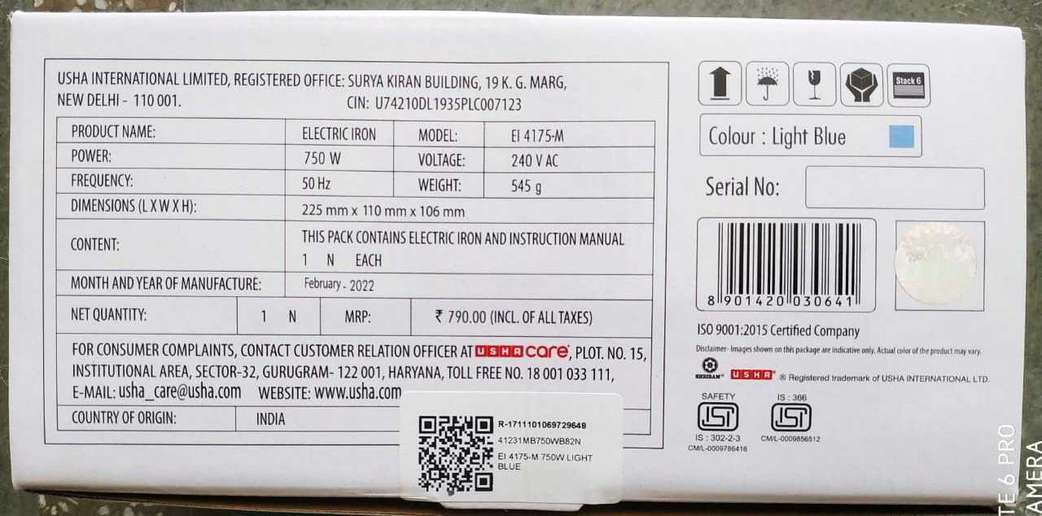 USHA INTERNATIONAL LIMITED, REGISTERED OFFICE: SURYA KIRAN BUILDING, 19 K. G. MARG,
NEW DELHI - 110 001. CIN: U74210DL1935PLC007123
PRODUCT NAME: ELECTRIC IRON MODEL: EI 4175-M
POWER: 750 W VOLTAGE: 240 V AC
FREQUENCY: 50 Hz WEIGHT: 545 g
DIMENSIONS (L X W X H): 225 mm x 110 mm x 106 mm
CONTENT: THIS PACK CONTAINS ELECTRIC IRON AND INSTRUCTION MANUAL
1 N EACH
MONTH AND YEAR OF MANUFACTURE: February - 2022
NET QUANTITY: 1 N MRP: ₹ 790.00 (INCL. OF ALL TAXES)
FOR CONSUMER COMPLAINTS, CONTACT CUSTOMER RELATION OFFICER AT USHA care, PLOT. NO. 15,
INSTITUTIONAL AREA, SECTOR-32, GURUGRAM- 122 001, HARYANA, TOLL FREE NO. 18 001 033 111,
E-MAIL: usha_care@usha.com WEBSITE: www.usha.com
COUNTRY OF ORIGIN: INDIA
R-1711101069729649
41231MB750WB82N
EI 4175-M 750W LIGHT
BLUE
Stack 6
Colour : Light Blue
Serial No:
8 901420 030641
ISO 9001:2015 Certified Company
Disclaimer- Images shown on this package are indicative only. Actual color of the product may vary.
SHRIRAM USHA ® Registered trademark of USHA INTERNATIONAL LTD.
SAFETY IS : 366
ISI ISI
IS : 302-2-3 CM/L-0009856512
CM/L-0009786416
TE 6 PRO
AMERA